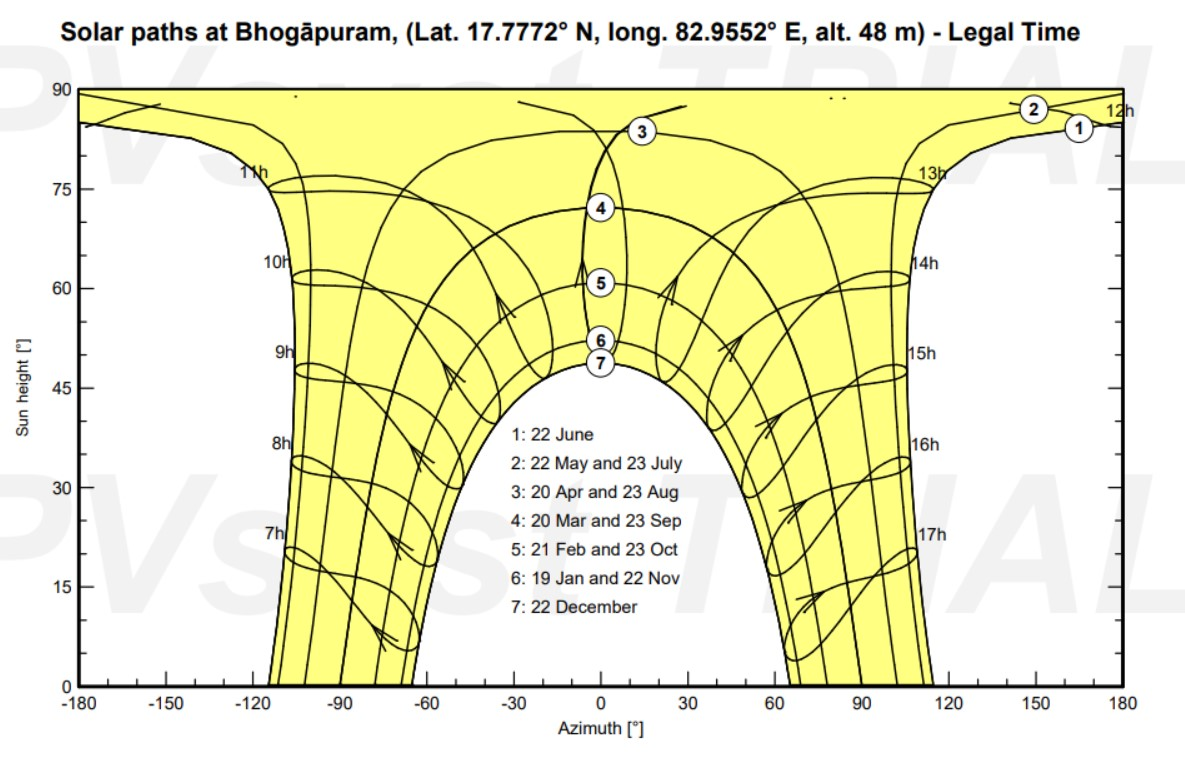 Solar paths at Bhogāpuram, (Lat. 17.7772° N, long. 82.9552° E, alt. 48 m) - Legal Time
PVsyst TRIAL
PVsyst TRIAL
90
75
60
45
30
15
0
Sun height [°]
-180 -150 -120 -90 -60 -30 0 30 60 90 120 150 180
Azimuth [°]
11h
10h
9h
8h
7h
12h
13h
14h
15h
16h
17h
2
1
3
4
5
6
7
1: 22 June
2: 22 May and 23 July
3: 20 Apr and 23 Aug
4: 20 Mar and 23 Sep
5: 21 Feb and 23 Oct
6: 19 Jan and 22 Nov
7: 22 December